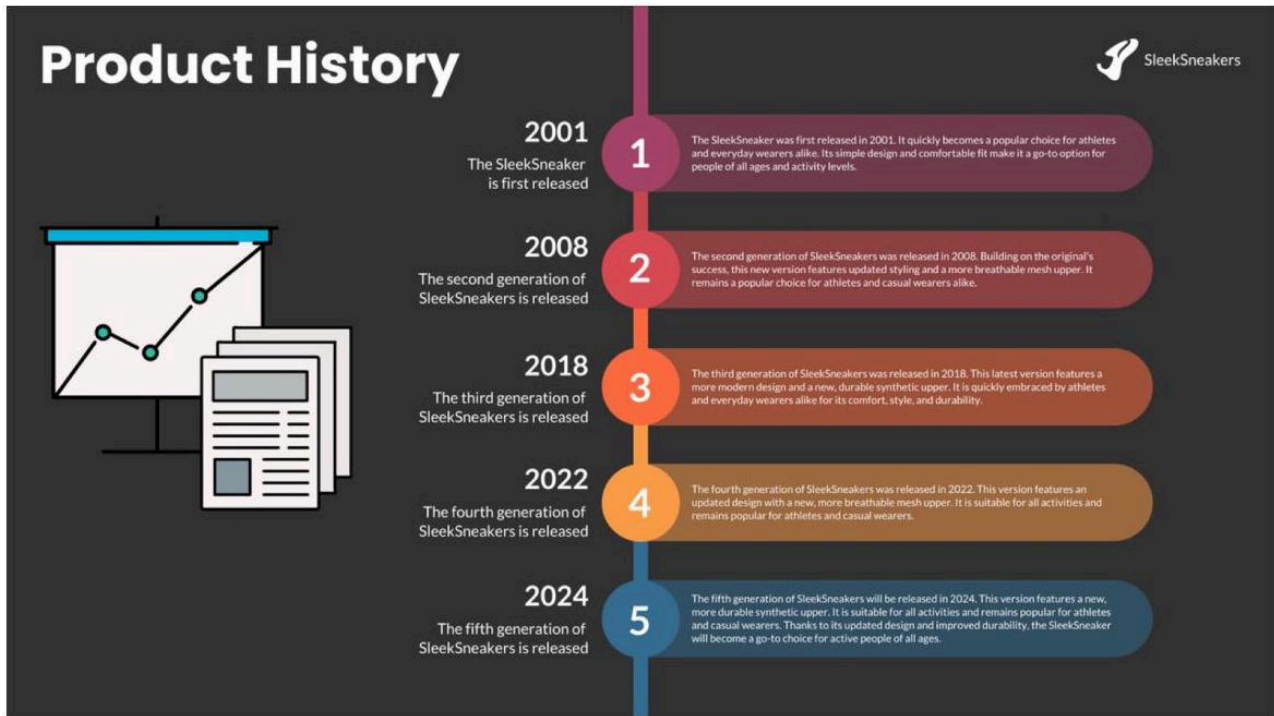 Product History
SleekSneakers
2001
The SleekSneaker
is first released
1
The SleekSneaker was first released in 2001. It quickly becomes a popular choice for athletes
and everyday wearers alike. Its simple design and comfortable fit make it a go-to option for
people of all ages and activity levels.
2008
The second generation of
SleekSneakers is released
2
The second generation of SleekSneakers was released in 2008. Building on the original's
success, this new version features updated styling and a more breathable mesh upper. It
remains a popular choice for athletes and casual wearers alike.
2018
The third generation of
SleekSneakers is released
3
The third generation of SleekSneakers was released in 2018. This latest version features a
more modern design and a new, durable synthetic upper. It is quickly embraced by athletes
and everyday wearers alike for its comfort, style, and durability.
2022
The fourth generation of
SleekSneakers is released
4
The fourth generation of SleekSneakers was released in 2022. This version features an
updated design with a new, more breathable mesh upper. It is suitable for all activities and
remains popular for athletes and casual wearers.
2024
The fifth generation of
SleekSneakers is released
5
The fifth generation of SleekSneakers will be released in 2024. This version features a new,
more durable synthetic upper. It is suitable for all activities and remains popular for athletes
and casual wearers. Thanks to its updated design and improved durability, the SleekSneaker
will become a go-to choice for active people of all ages.